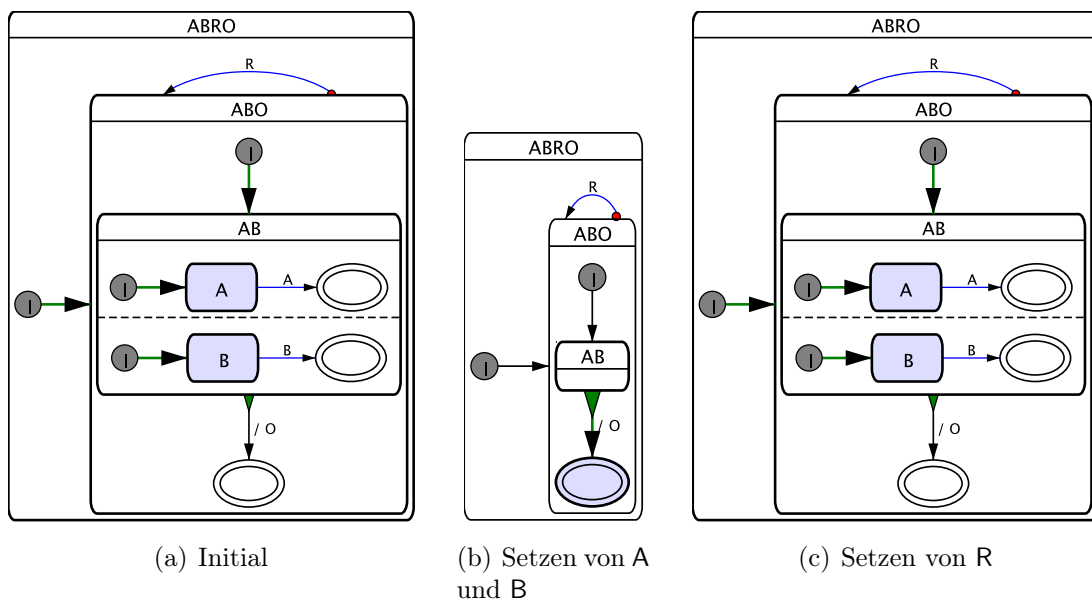 ABRO
R
ABO
I
AB
I
A
A
I
I
B
B
/ O
(a) Initial
ABRO
R
ABO
I
AB
I
/ O
(b) Setzen von A
und B
ABRO
R
ABO
I
AB
I
A
A
I
I
B
B
/ O
(c) Setzen von R